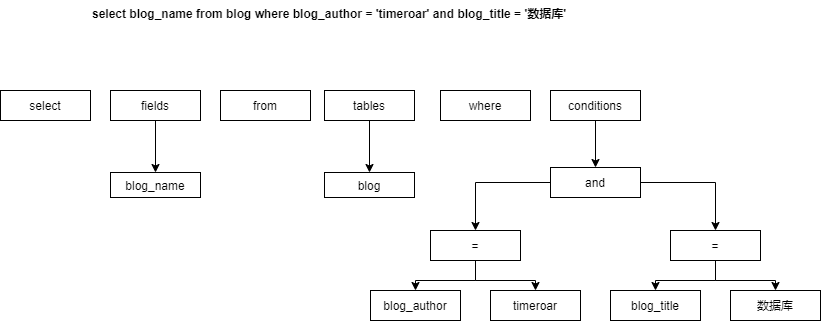 select blog_name from blog where blog_author = 'timeroar' and blog_title = '数据库'
select fields from tables where conditions
blog_name blog and
= =
blog_author timeroar blog_title 数据库